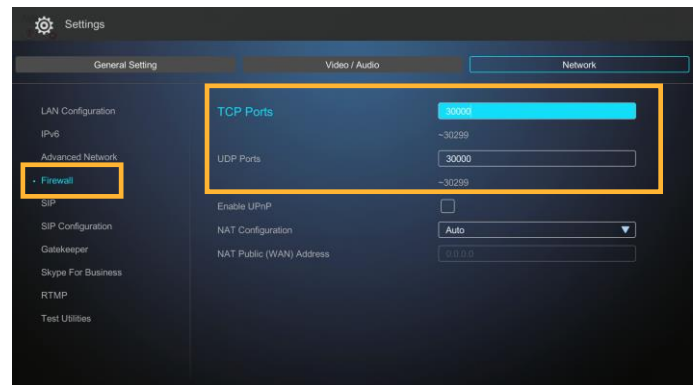 Settings
General Setting
Video / Audio
Network
LAN Configuration
IPv6
Advanced Network
Firewall
SIP
SIP Configuration
Gatekeeper
Skype For Business
RTMP
Test Utilities
TCP Ports
30000
~30299
UDP Ports
30000
~30299
Enable UPnP
NAT Configuration
Auto
NAT Public (WAN) Address
0.0.0.0